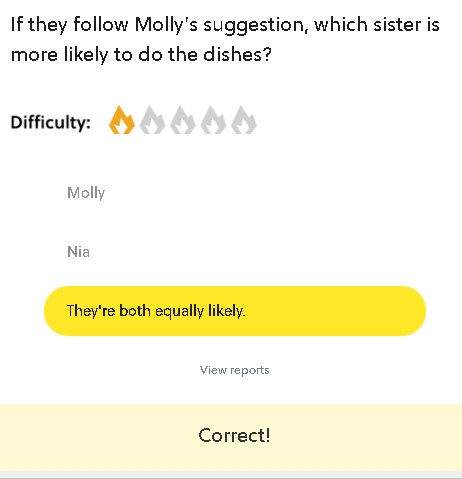 If they follow Molly's suggestion, which sister is
more likely to do the dishes?
Difficulty:
Molly
Nia
They're both equally likely.
View reports
Correct!